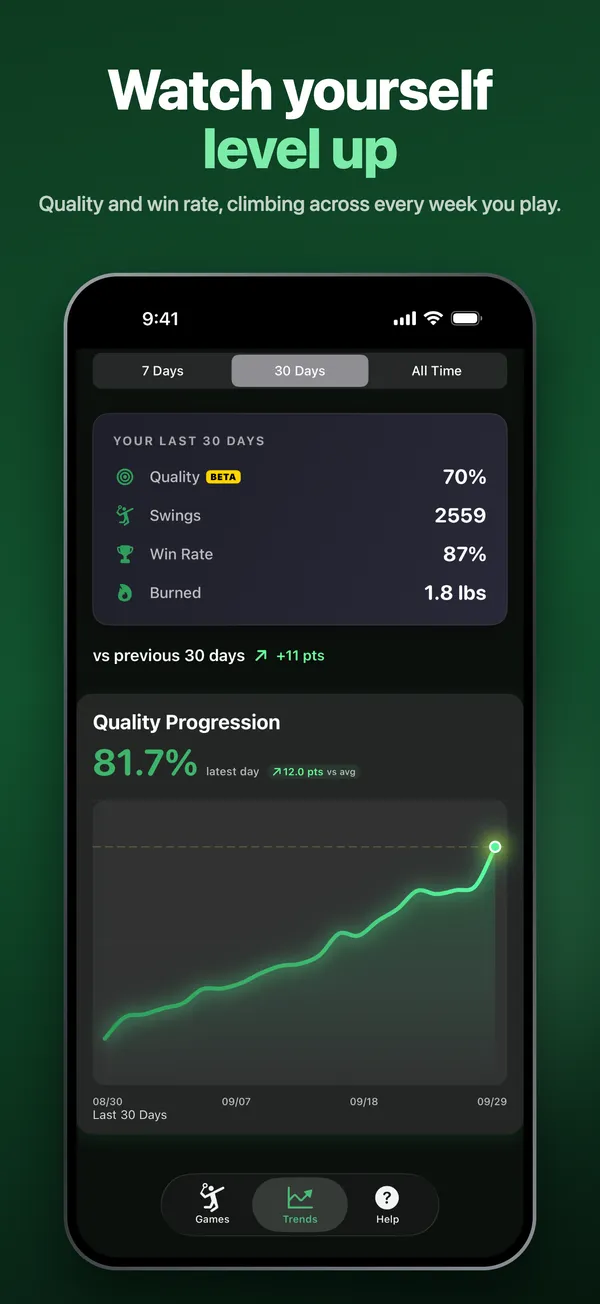 Watch yourself
level up
Quality and win rate, climbing across every week you play.
9:41
7 Days 30 Days All Time
YOUR LAST 30 DAYS
Quality BETA 70%
Swings 2559
Win Rate 87%
Burned 1.8 lbs
vs previous 30 days +11 pts
Quality Progression
81.7% latest day 12.0 pts vs avg
08/30 09/07 09/18 09/29
Last 30 Days
Games Trends Help